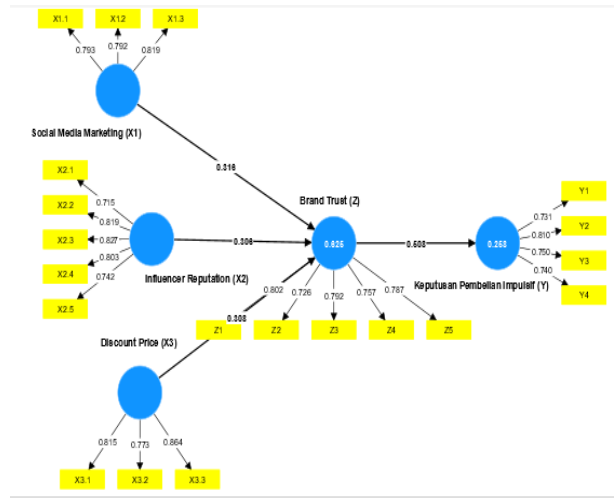 X1.1 X1.2 X1.3
0.793 0.792 0.819
Social Media Marketing (X1)
0.316
X2.1
X2.2
X2.3
X2.4
X2.5
0.715
0.819
0.827
0.803
0.742
Influencer Reputation (X2)
0.306
Brand Trust (Z)
0.625
0.508
0.258
Keputusan Pembelian Impulsif (Y)
Y1
Y2
Y3
Y4
0.731
0.810
0.750
0.740
0.802 0.726 0.792 0.757 0.787
Z1 Z2 Z3 Z4 Z5
0.308
Discount Price (X3)
0.815 0.773 0.864
X3.1 X3.2 X3.3